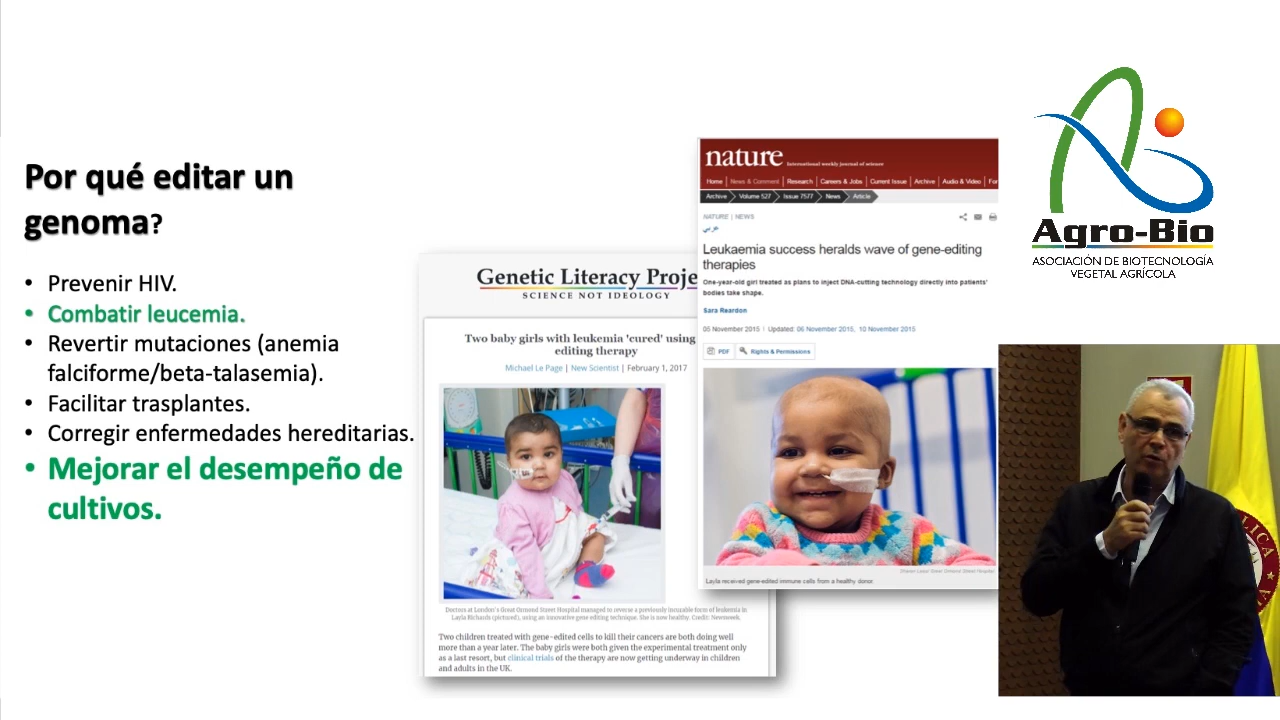 Por qué editar un
genoma?
• Prevenir HIV.
• Combatir leucemia.
• Revertir mutaciones (anemia
falciforme/beta-talasemia).
• Facilitar trasplantes.
• Corregir enfermedades hereditarias.
• Mejorar el desempeño de
cultivos.
Genetic Literacy Proje
SCIENCE NOT IDEOLOGY
Two baby girls with leukemia 'cured' using
editing therapy
Michael Le Page | New Scientist | February 1, 2017
Doctors at London's Great Ormond Street Hospital managed to reverse a previously incurable form of leukemia in
Layla Richards (pictured), using an innovative gene editing technique. She is now healthy. Credit: Newsweek.
Two children treated with gene-edited cells to kill their cancers are both doing well
more than a year later. The baby girls were both given the experimental treatment only
as a last resort, but clinical trials of the therapy are now getting underway in children
and adults in the UK.
nature International weekly journal of science
Home | News & Comment | Research | Careers & Jobs | Current Issue | Archive | Audio & Video | For
Archive Volume 527 Issue 7577 News Article
NATURE | NEWS
عربي
Leukaemia success heralds wave of gene-editing
therapies
One-year-old girl treated as plans to inject DNA-cutting technology directly into patients'
bodies take shape.
Sara Reardon
05 November 2015 | Updated: 06 November 2015, 10 November 2015
PDF Rights & Permissions
Layla received gene-edited immune cells from a healthy donor.
Agro-Bio
ASOCIACIÓN DE BIOTECNOLOGÍA
VEGETAL AGRÍCOLA